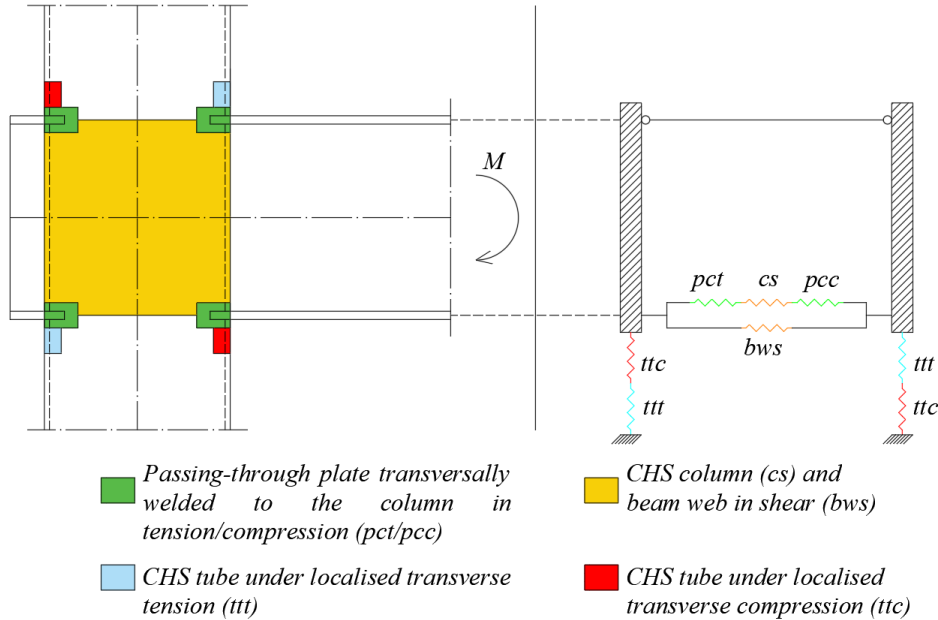 M
pct cs pcc
bws
ttc ttt
ttt ttc
Passing-through plate transversally
welded to the column in
tension/compression (pct/pcc)
CHS column (cs) and
beam web in shear (bws)
CHS tube under localised transverse
tension (ttt)
CHS tube under localised
transverse compression (ttc)